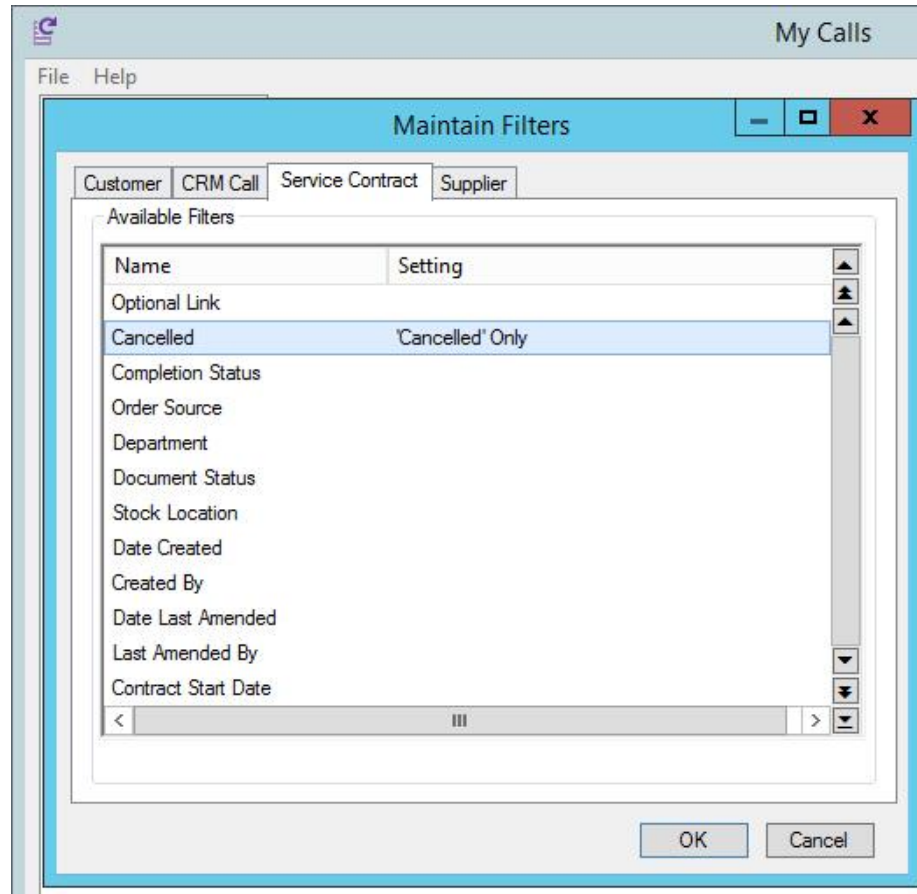 My Calls
File Help
Maintain Filters
Customer CRM Call Service Contract Supplier
Available Filters
Name Setting
Optional Link
Cancelled 'Cancelled' Only
Completion Status
Order Source
Department
Document Status
Stock Location
Date Created
Created By
Date Last Amended
Last Amended By
Contract Start Date
OK Cancel